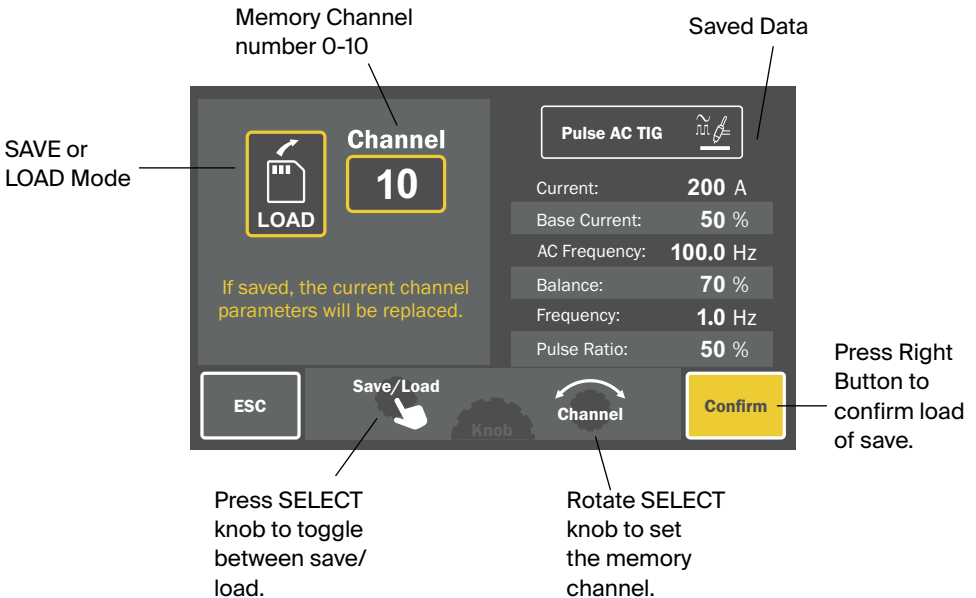 Memory Channel
number 0-10
Saved Data
SAVE or
LOAD Mode
LOAD
Channel
10
If saved, the current channel
parameters will be replaced.
Pulse AC TIG
Current: 200 A
Base Current: 50 %
AC Frequency: 100.0 Hz
Balance: 70 %
Frequency: 1.0 Hz
Pulse Ratio: 50 %
ESC
Save/Load
Knob
Channel
Confirm
Press Right
Button to
confirm load
of save.
Press SELECT
knob to toggle
between save/
load.
Rotate SELECT
knob to set
the memory
channel.